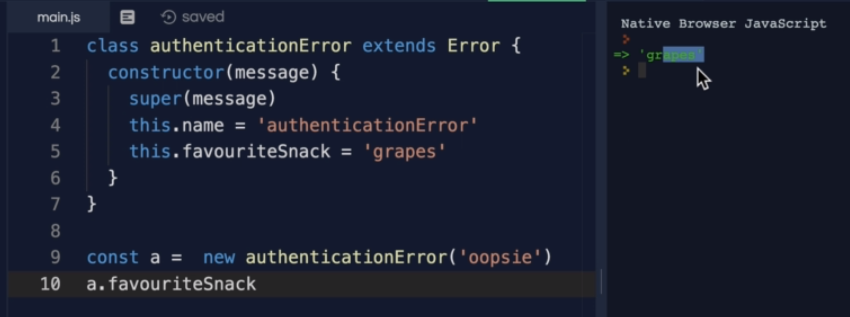 main.js saved
1 class authenticationError extends Error {
2 constructor(message) {
3 super(message)
4 this.name = 'authenticationError'
5 this.favouriteSnack = 'grapes'
6 }
7 }
8
9 const a =  new authenticationError('oopsie')
10 a.favouriteSnack
Native Browser JavaScript
>
=> 'grapes'
>